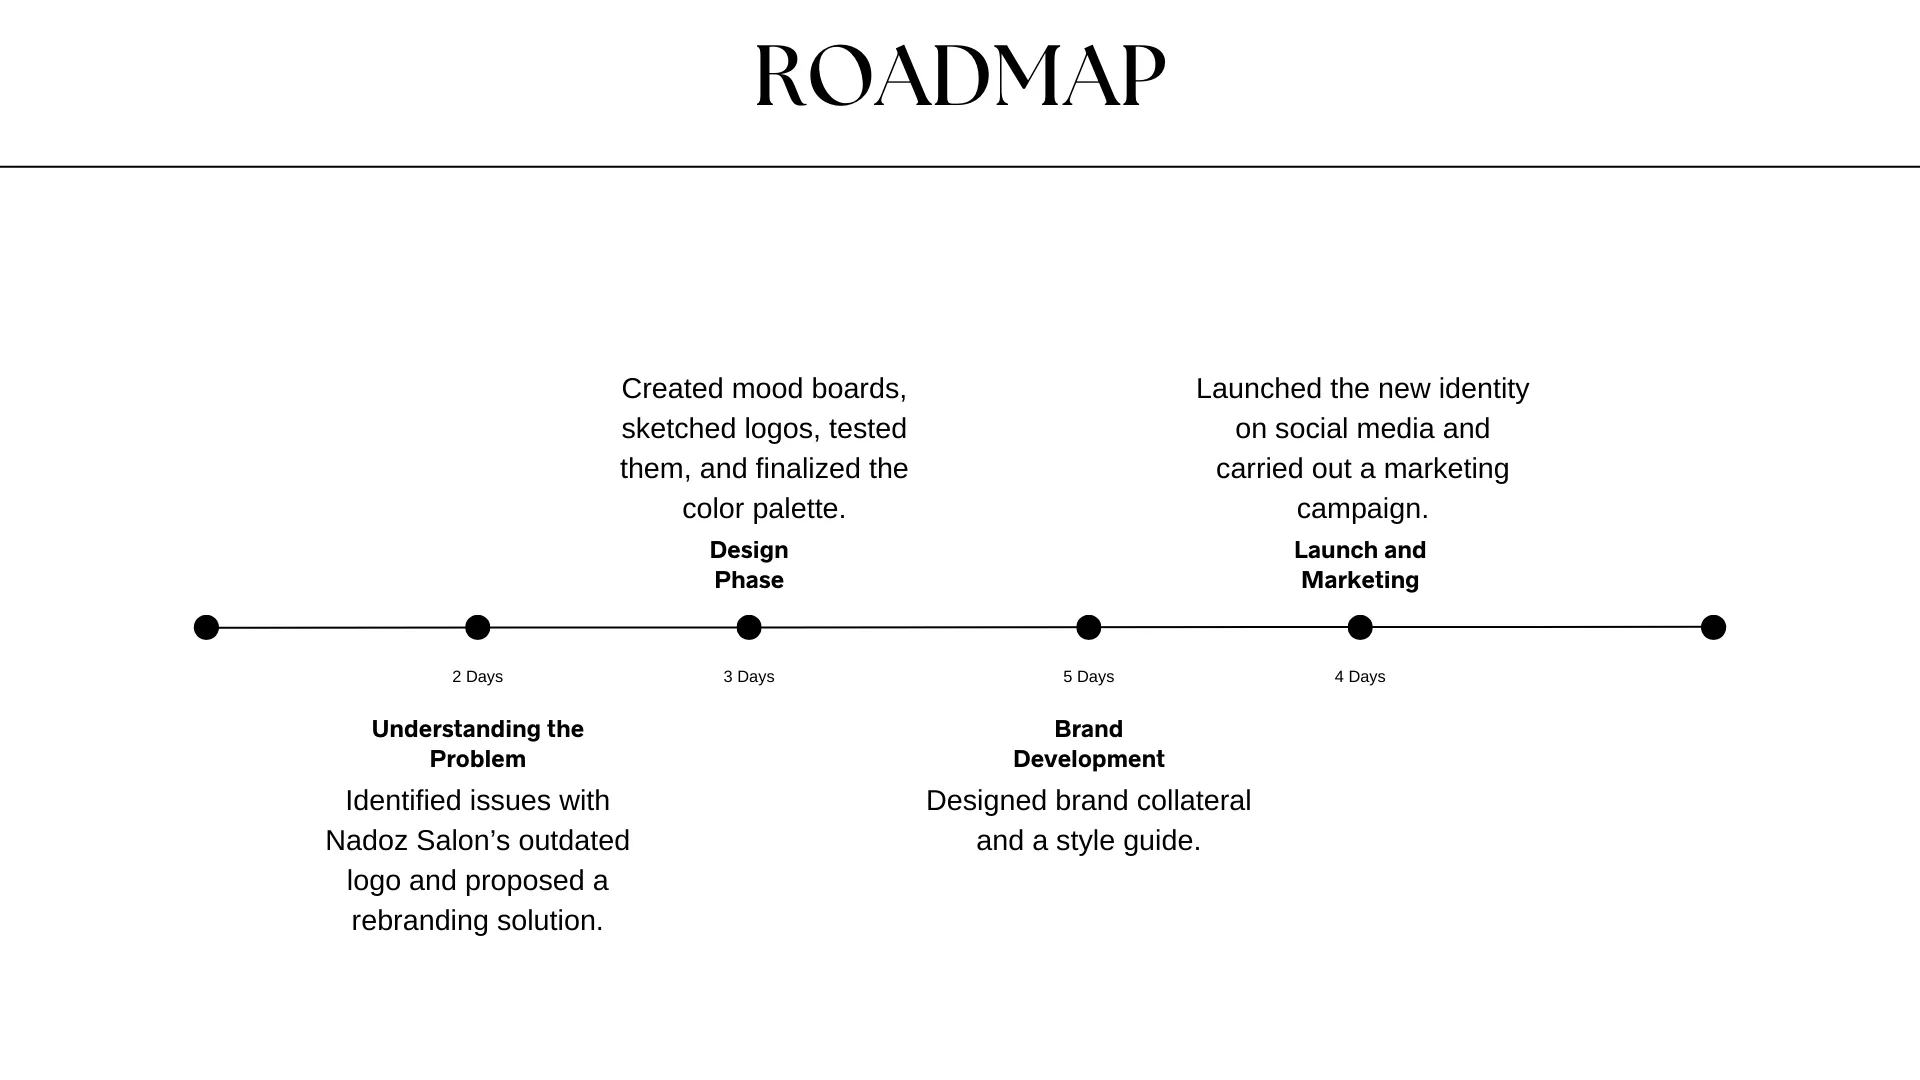 ROADMAP
Created mood boards,
sketched logos, tested
them, and finalized the
color palette.
Design
Phase
Launched the new identity
on social media and
carried out a marketing
campaign.
Launch and
Marketing
2 Days
3 Days
5 Days
4 Days
Understanding the
Problem
Identified issues with
Nadoz Salon’s outdated
logo and proposed a
rebranding solution.
Brand
Development
Designed brand collateral
and a style guide.